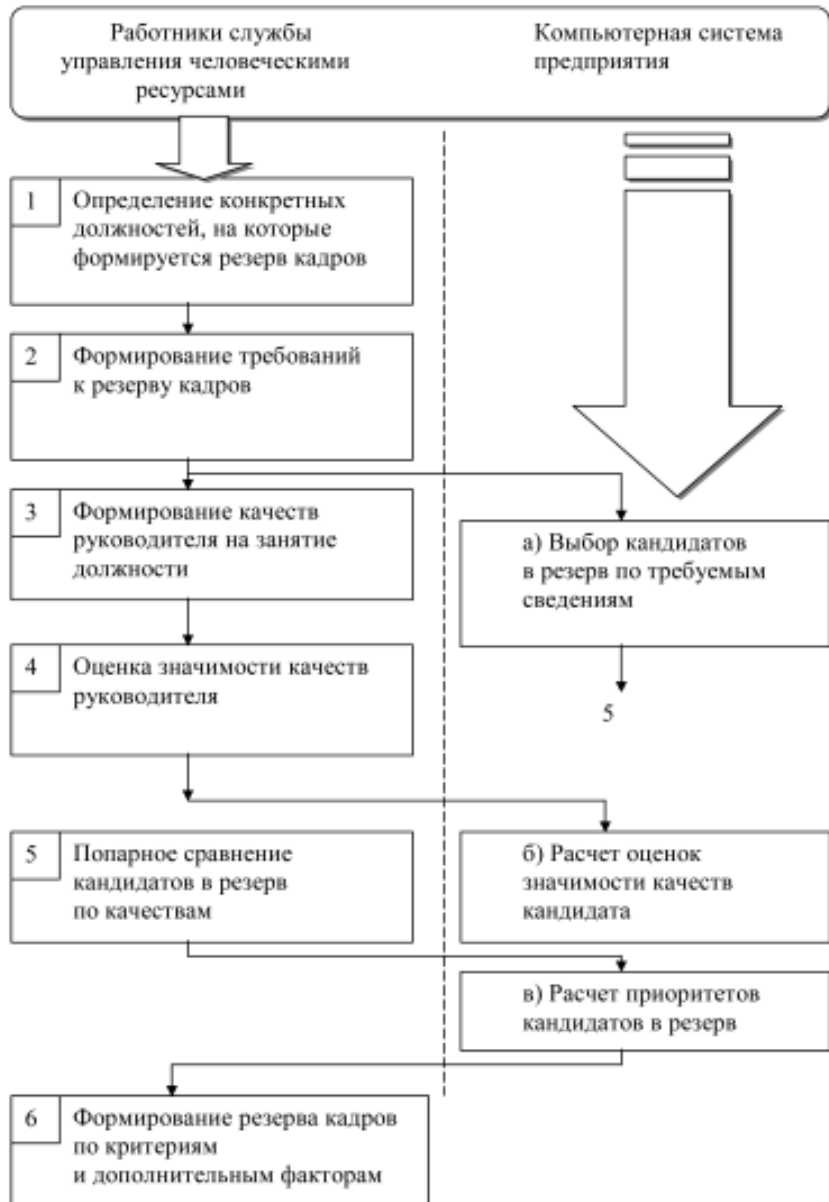 Работники службы
управления человеческими
ресурсами
Компьютерная система
предприятия
1
Определение конкретных
должностей, на которые
формируется резерв кадров
2
Формирование требований
к резерву кадров
3
Формирование качеств
руководителя на занятие
должности
а) Выбор кандидатов
в резерв по требуемым
сведениям
4
Оценка значимости качеств
руководителя
5
5
Попарное сравнение
кандидатов в резерв
по качествам
б) Расчет оценок
значимости качеств
кандидата
в) Расчет приоритетов
кандидатов в резерв
6
Формирование резерва кадров
по критериям
и дополнительным факторам